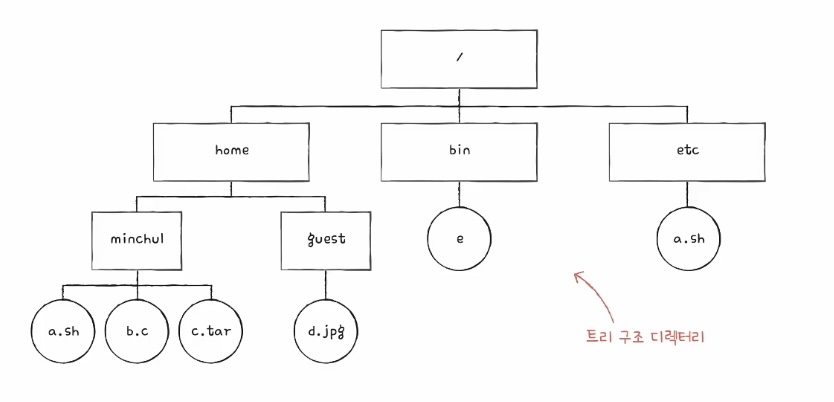 /
home
bin
etc
minchul
guest
e
a.sh
a.sh
b.c
c.tar
d.jpg
트리 구조 디렉터리